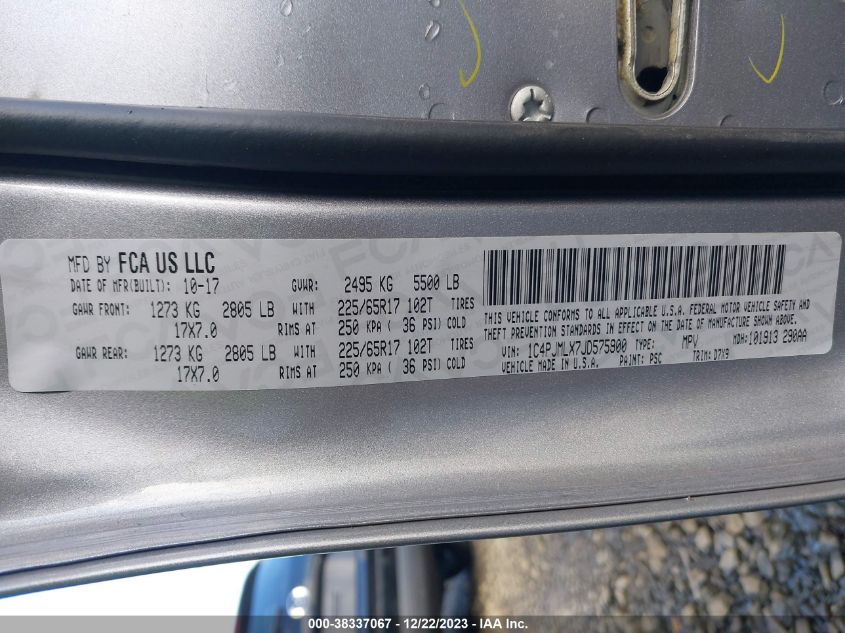 MFD BY FCA US LLC
DATE OF MFR(BUILT): 10-17 GVWR: 2495 KG 5500 LB
GAWR FRONT: 1273 KG 2805 LB WITH 225/65R17 102T TIRES
17X7.0 RIMS AT 250 KPA ( 36 PSI) COLD
GAWR REAR: 1273 KG 2805 LB WITH 225/65R17 102T TIRES
17X7.0 RIMS AT 250 KPA ( 36 PSI) COLD
THIS VEHICLE CONFORMS TO ALL APPLICABLE U.S.A. FEDERAL MOTOR VEHICLE SAFETY AND
THEFT PREVENTION STANDARDS IN EFFECT ON THE DATE OF MANUFACTURE SHOWN ABOVE.
VIN: 1C4PJMLX7JD575900 TYPE: MPV MDH: 101913 290AA
VEHICLE MADE IN U.S.A. PAINT: PSC TRIM: D7X9
000-38337067 - 12/22/2023 - IAAI.com